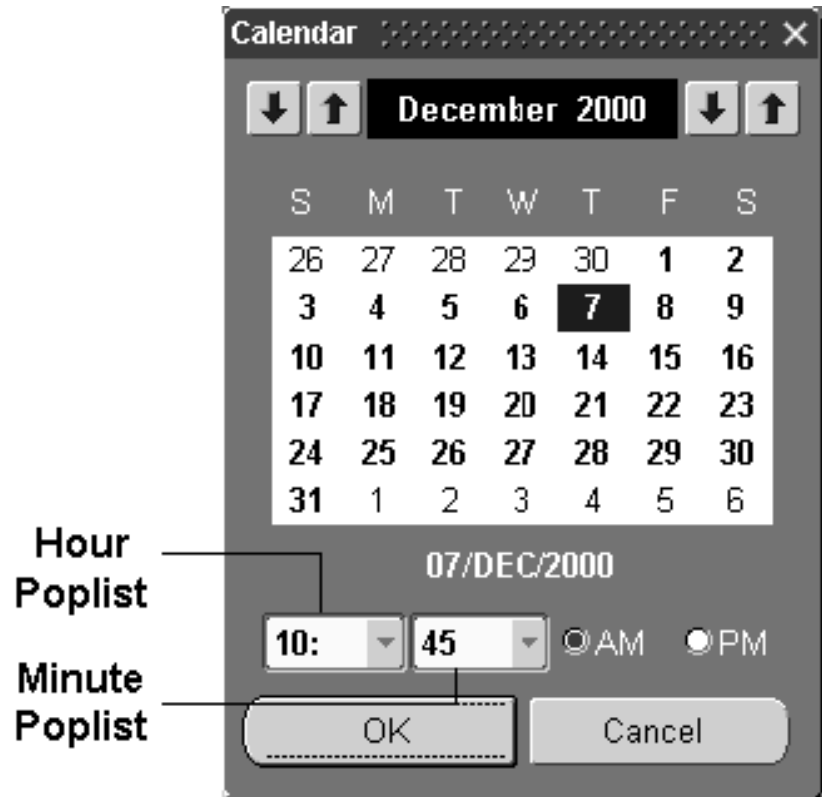 Calendar
December 2000
S M T W T F S
26 27 28 29 30 1 2
3 4 5 6 7 8 9
10 11 12 13 14 15 16
17 18 19 20 21 22 23
24 25 26 27 28 29 30
31 1 2 3 4 5 6
07/DEC/2000
Hour
Poplist
10: 45 AM PM
Minute
Poplist
OK Cancel